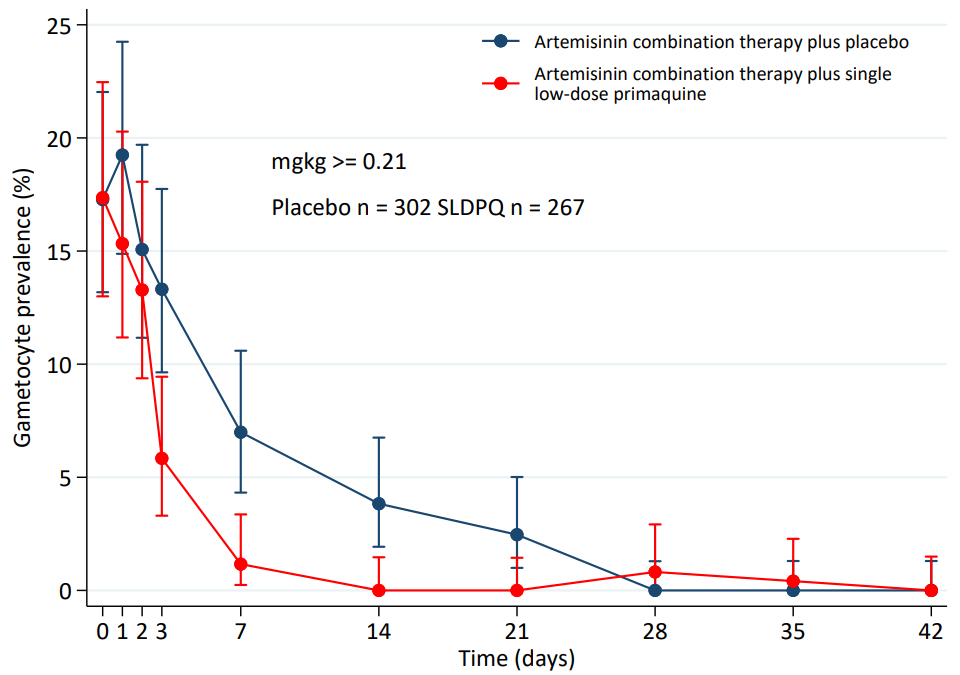 25
20
15
10
5
0
Gametocyte prevalence (%)
Artemisinin combination therapy plus placebo
Artemisinin combination therapy plus single
low-dose primaquine
mgkg >= 0.21
Placebo n = 302 SLDPQ n = 267
0 1 2 3 7 14 21 28 35 42
Time (days)